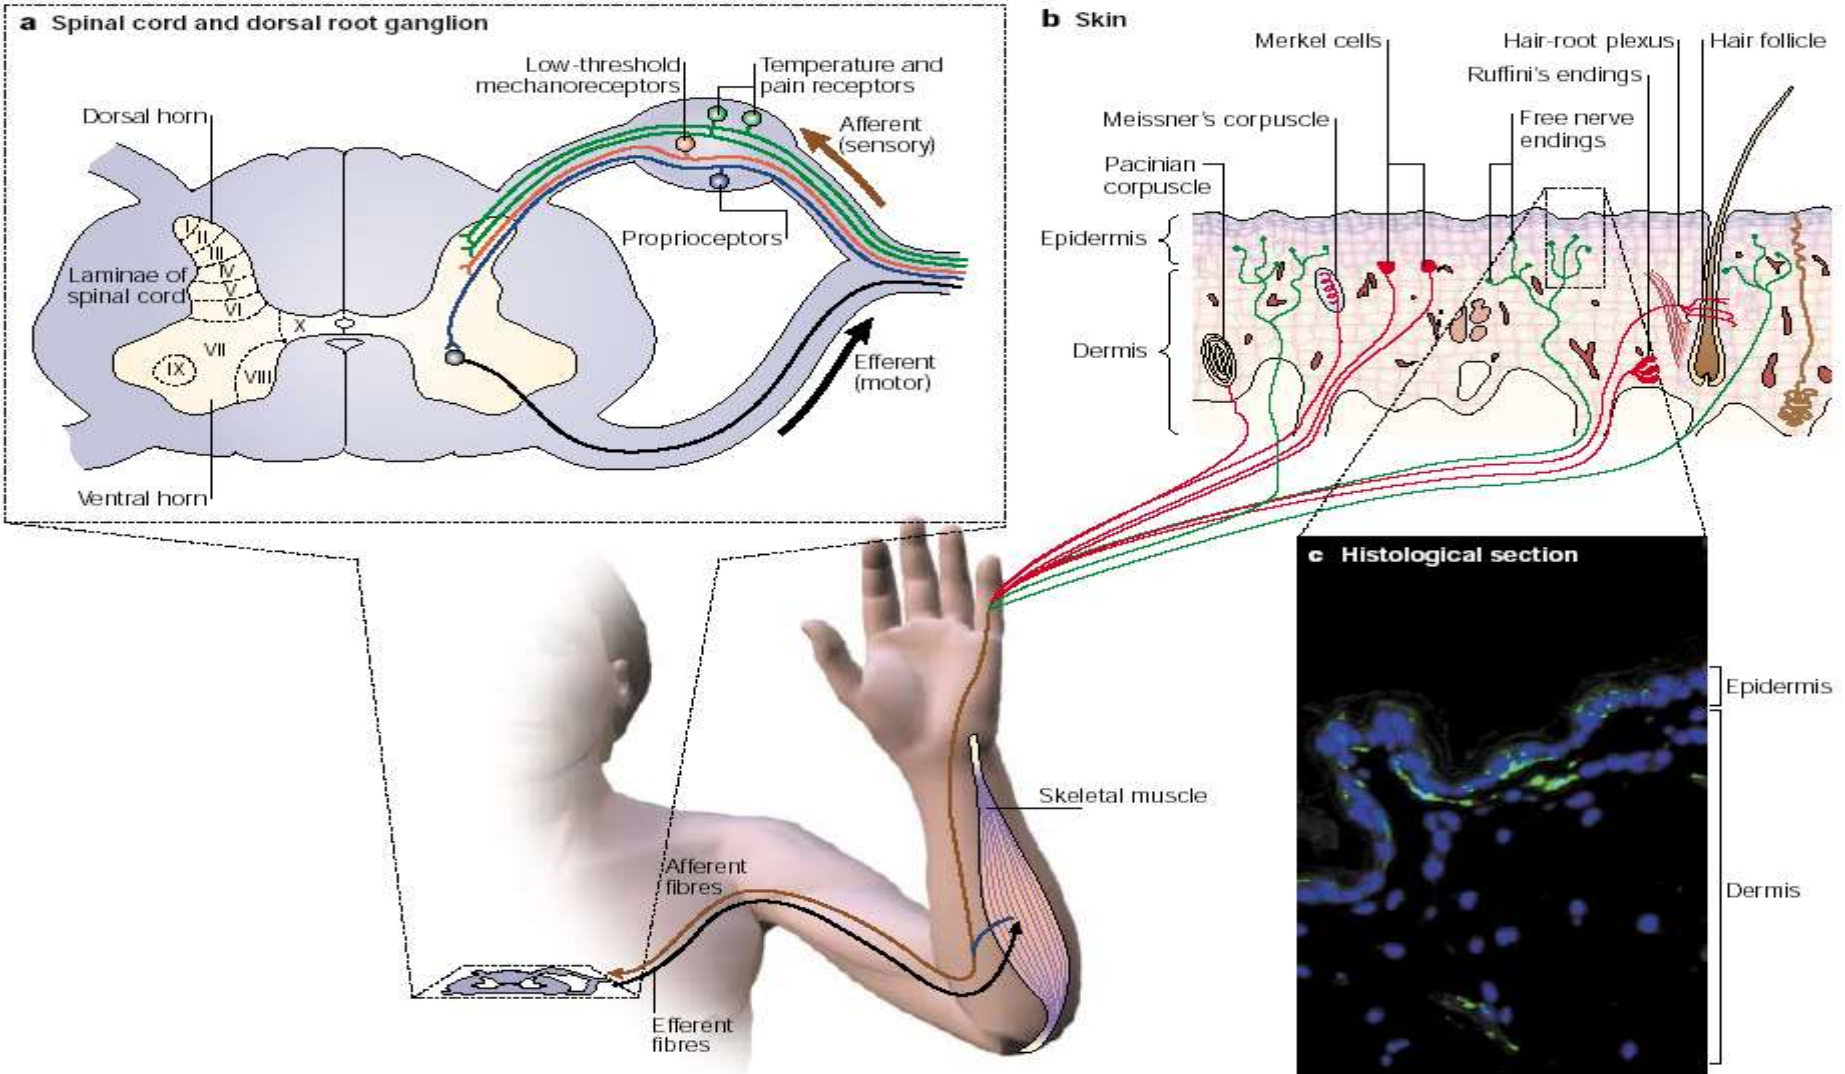 a Spinal cord and dorsal root ganglion
Low-threshold
mechanoreceptors
Temperature and
pain receptors
Dorsal horn
Afferent
(sensory)
Proprioceptors
Laminae of
spinal cord
I
II
III
IV
V
VI
X
VII
IX
VIII
Efferent
(motor)
Ventral horn
b Skin
Merkel cells
Hair-root plexus
Hair follicle
Ruffini's endings
Meissner's corpuscle
Free nerve
endings
Pacinian
corpuscle
Epidermis
Dermis
c Histological section
Epidermis
Dermis
Skeletal muscle
Afferent
fibres
Efferent
fibres